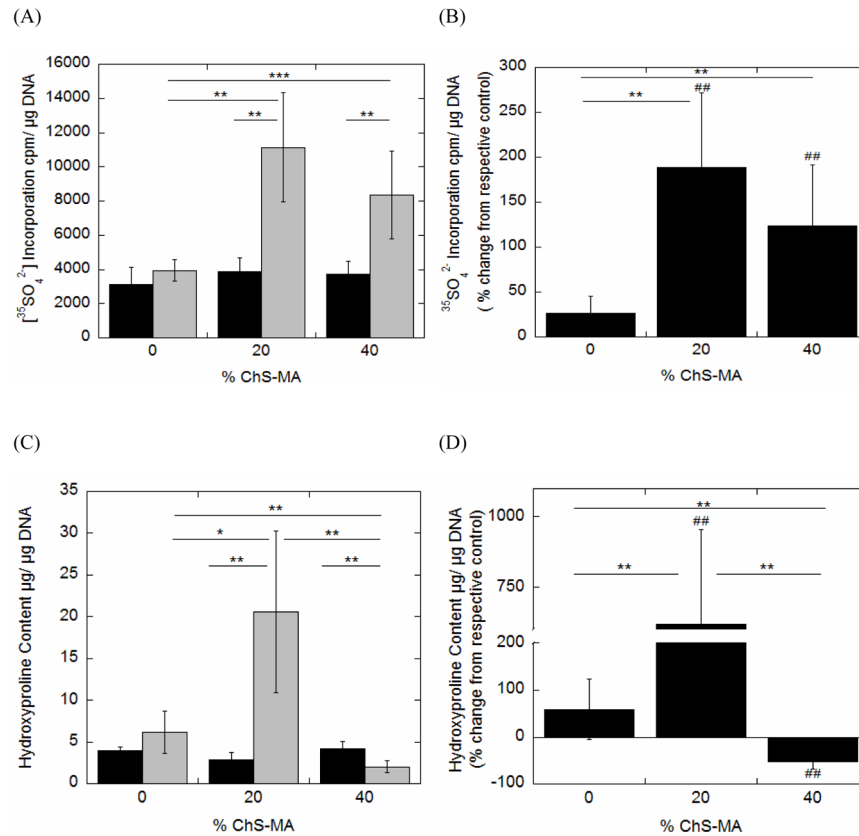 (A)
[35SO4 2-] Incorporation cpm/ µg DNA
16000
14000
12000
10000
8000
6000
4000
2000
0
***
**
**
**
0 20 40
% ChS-MA
(B)
35SO4 2- Incorporation cpm/ µg DNA
( % change from respective control)
300
250
200
150
100
50
0
**
##
**
##
0 20 40
% ChS-MA
(C)
Hydroxyproline Content µg/ µg DNA
35
30
25
20
15
10
5
0
**
* **
** **
0 20 40
% ChS-MA
(D)
Hydroxyproline Content µg/ µg DNA
(% change from respective control)
1000
750
200
100
0
-100
**
##
** **
##
0 20 40
% ChS-MA